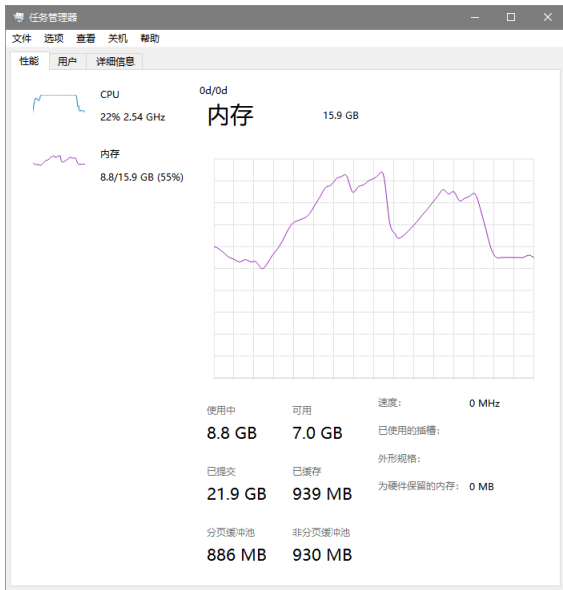 任务管理器
文件 选项 查看 关机 帮助
性能 用户 详细信息
CPU
22% 2.54 GHz
内存
8.8/15.9 GB (55%)
0d/0d
内存 15.9 GB
使用中 可用
8.8 GB 7.0 GB
已提交 已缓存
21.9 GB 939 MB
分页缓冲池 非分页缓冲池
886 MB 930 MB
速度: 0 MHz
已使用的插槽:
外形规格:
为硬件保留的内存: 0 MB